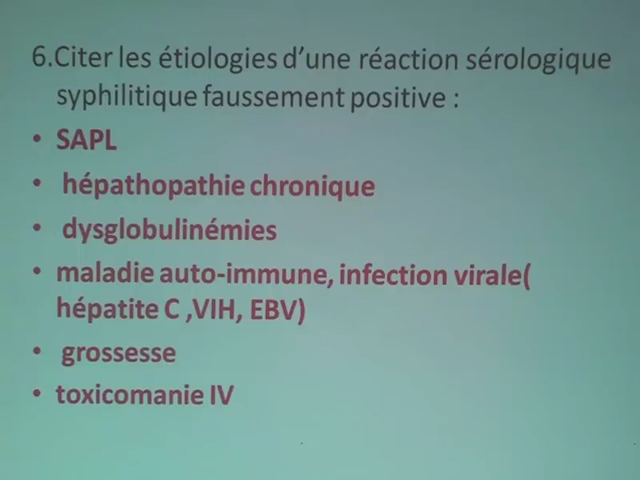 6.Citer les étiologies d'une réaction sérologique
syphilitique faussement positive :
• SAPL
• hépathopathie chronique
• dysglobulinémies
• maladie auto-immune, infection virale(
hépatite C ,VIH, EBV)
• grossesse
• toxicomanie IV